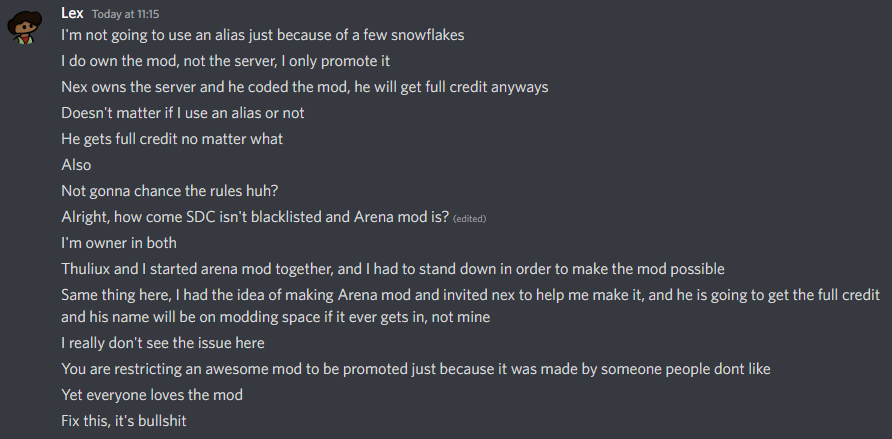 Lex Today at 11:15
I'm not going to use an alias just because of a few snowflakes
I do own the mod, not the server, I only promote it
Nex owns the server and he coded the mod, he will get full credit anyways
Doesn't matter if I use an alias or not
He gets full credit no matter what
Also
Not gonna chance the rules huh?
Alright, how come SDC isn't blacklisted and Arena mod is? (edited)
I'm owner in both
Thuliux and I started arena mod together, and I had to stand down in order to make the mod possible
Same thing here, I had the idea of making Arena mod and invited nex to help me make it, and he is going to get the full credit
and his name will be on modding space if it ever gets in, not mine
I really don't see the issue here
You are restricting an awesome mod to be promoted just because it was made by someone people dont like
Yet everyone loves the mod
Fix this, it's bullshit